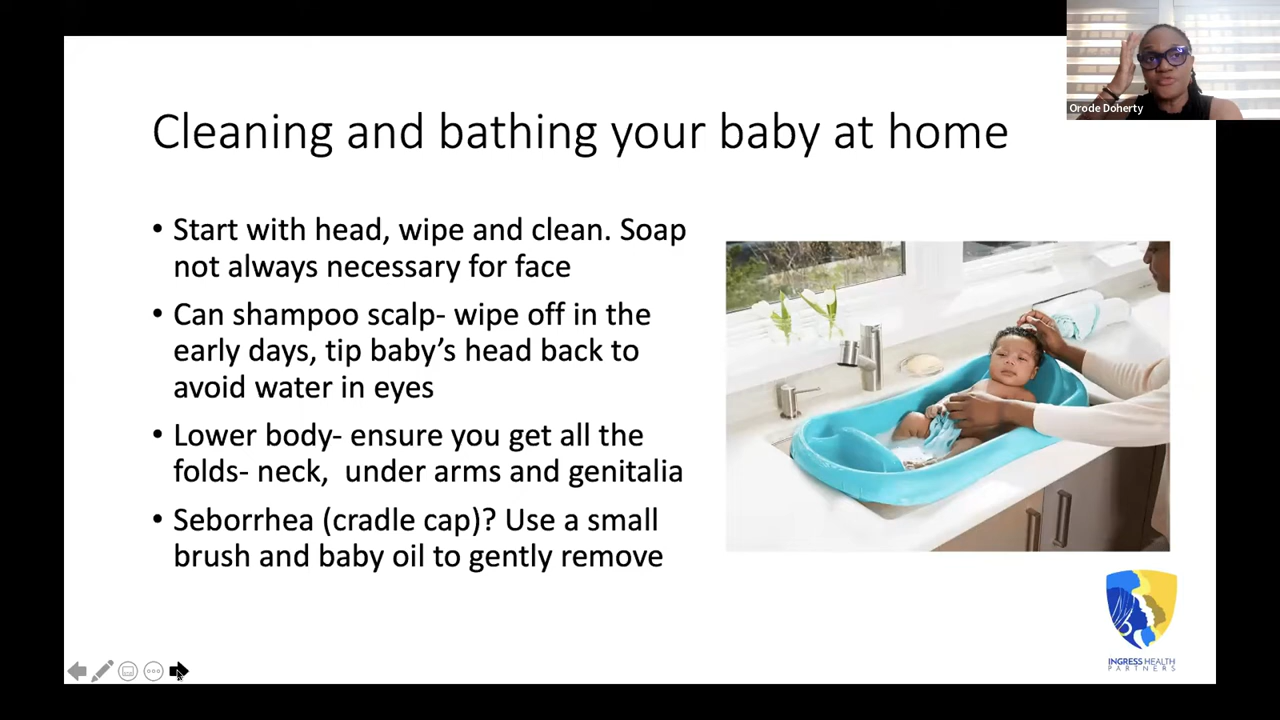 Orode Doherty
Cleaning and bathing your baby at home
• Start with head, wipe and clean. Soap
not always necessary for face
• Can shampoo scalp- wipe off in the
early days, tip baby’s head back to
avoid water in eyes
• Lower body- ensure you get all the
folds- neck,  under arms and genitalia
• Seborrhea (cradle cap)? Use a small
brush and baby oil to gently remove
INGRESS HEALTH
PARTNERS